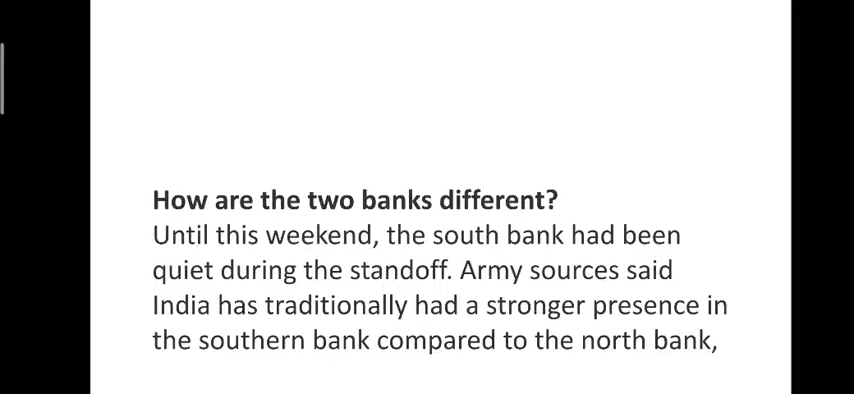 How are the two banks different?
Until this weekend, the south bank had been
quiet during the standoff. Army sources said
India has traditionally had a stronger presence in
the southern bank compared to the north bank,